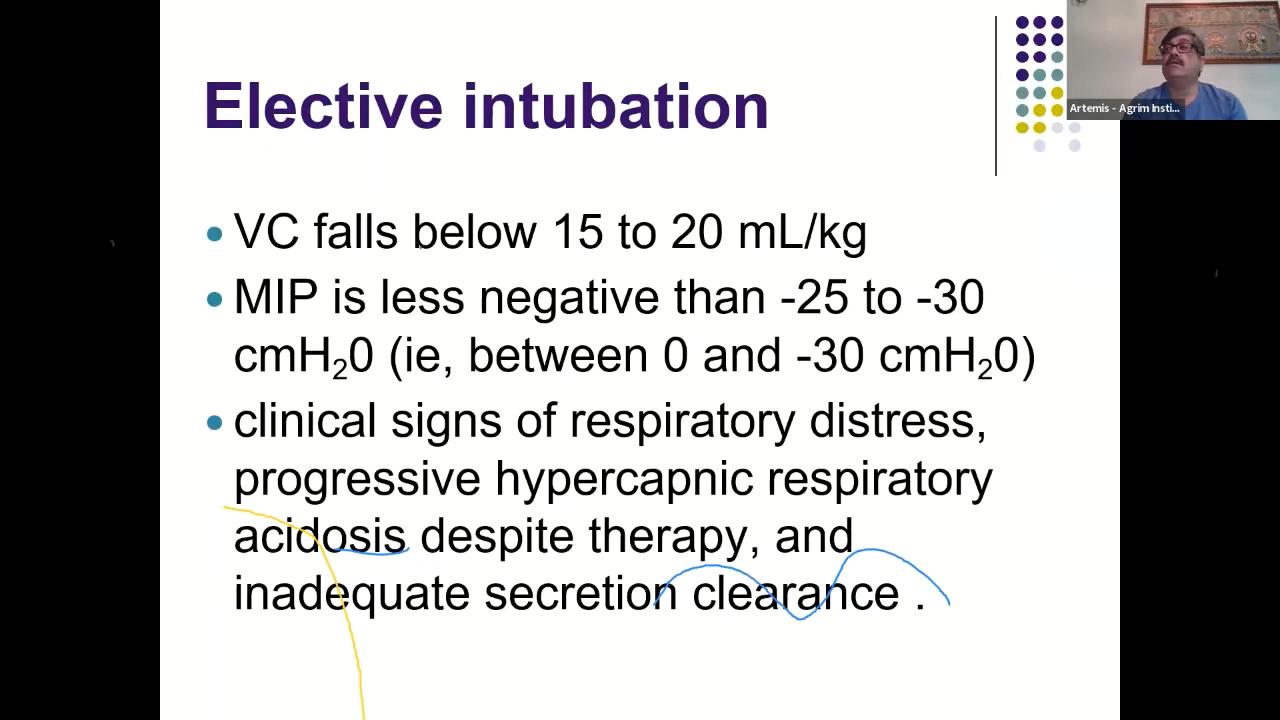 Elective intubation
Artemis - Agrim Insti...
• VC falls below 15 to 20 mL/kg
• MIP is less negative than -25 to -30
cmH₂0 (ie, between 0 and -30 cmH₂0)
• clinical signs of respiratory distress,
progressive hypercapnic respiratory
acidosis despite therapy, and
inadequate secretion clearance .